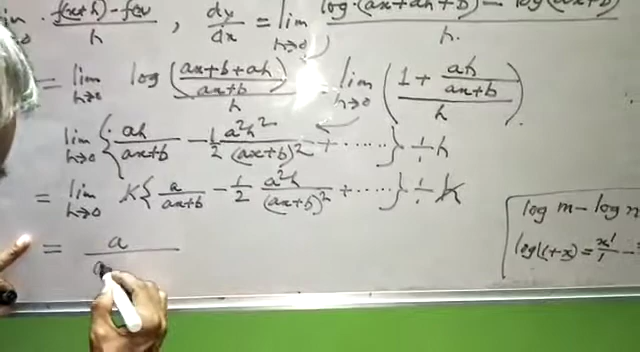 lim f(x+h) - f(x) / h , dy/dx = lim h→0 log (ax+ah+b) - log (ax+b) / h.
= lim h→0 log (ax+b+ah / ax+b) / h lim h→0 (1 + ah/ax+b / h).
lim h→0 { ah/ax+b - 1/2 a²h²/(ax+b)² + ...... } ÷ h
= lim h→0 h{ a/ax+b - 1/2 a²h/(ax+b)² + ..... } ÷ h
= a
log m - log n
log(1+x) = x¹/1 -